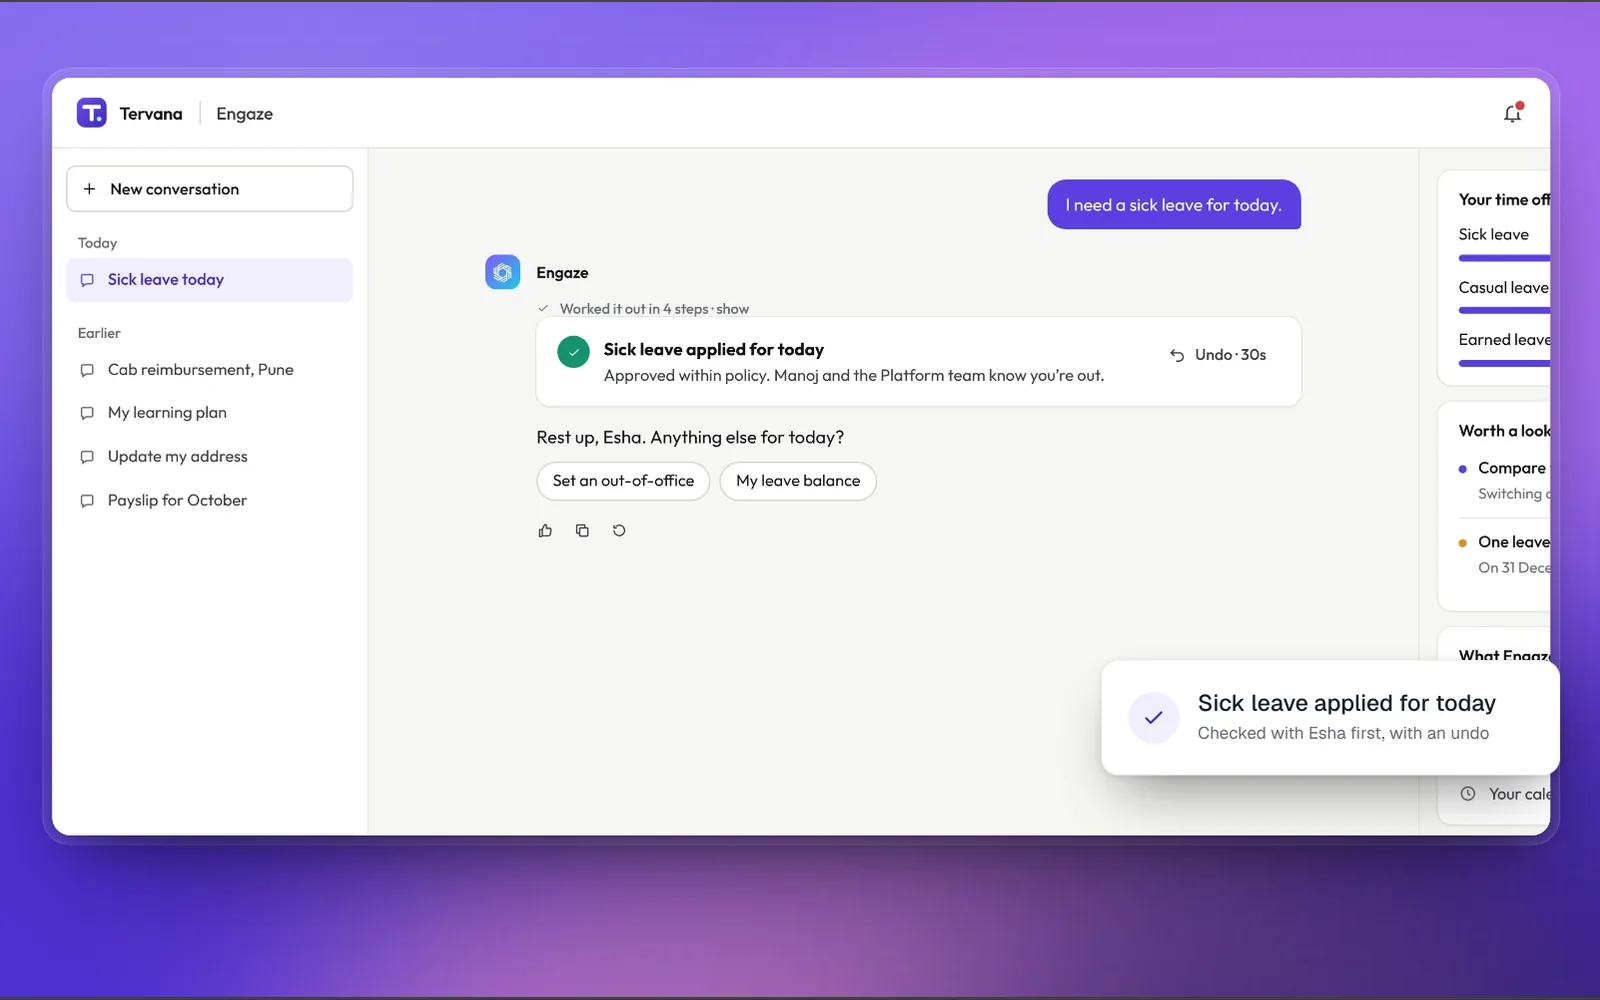 Tervana
Engaze
New conversation
Today
Sick leave today
Earlier
Cab reimbursement, Pune
My learning plan
Update my address
Payslip for October
I need a sick leave for today.
Engaze
Worked it out in 4 steps · show
Sick leave applied for today
Approved within policy. Manoj and the Platform team know you’re out.
Undo · 30s
Rest up, Esha. Anything else for today?
Set an out-of-office
My leave balance
Your time off
Sick leave
Casual leave
Earned leave
Worth a look
Compare
Switching
One leave
On 31
What
Sick leave applied for today
Checked with Esha first, with an undo
Your